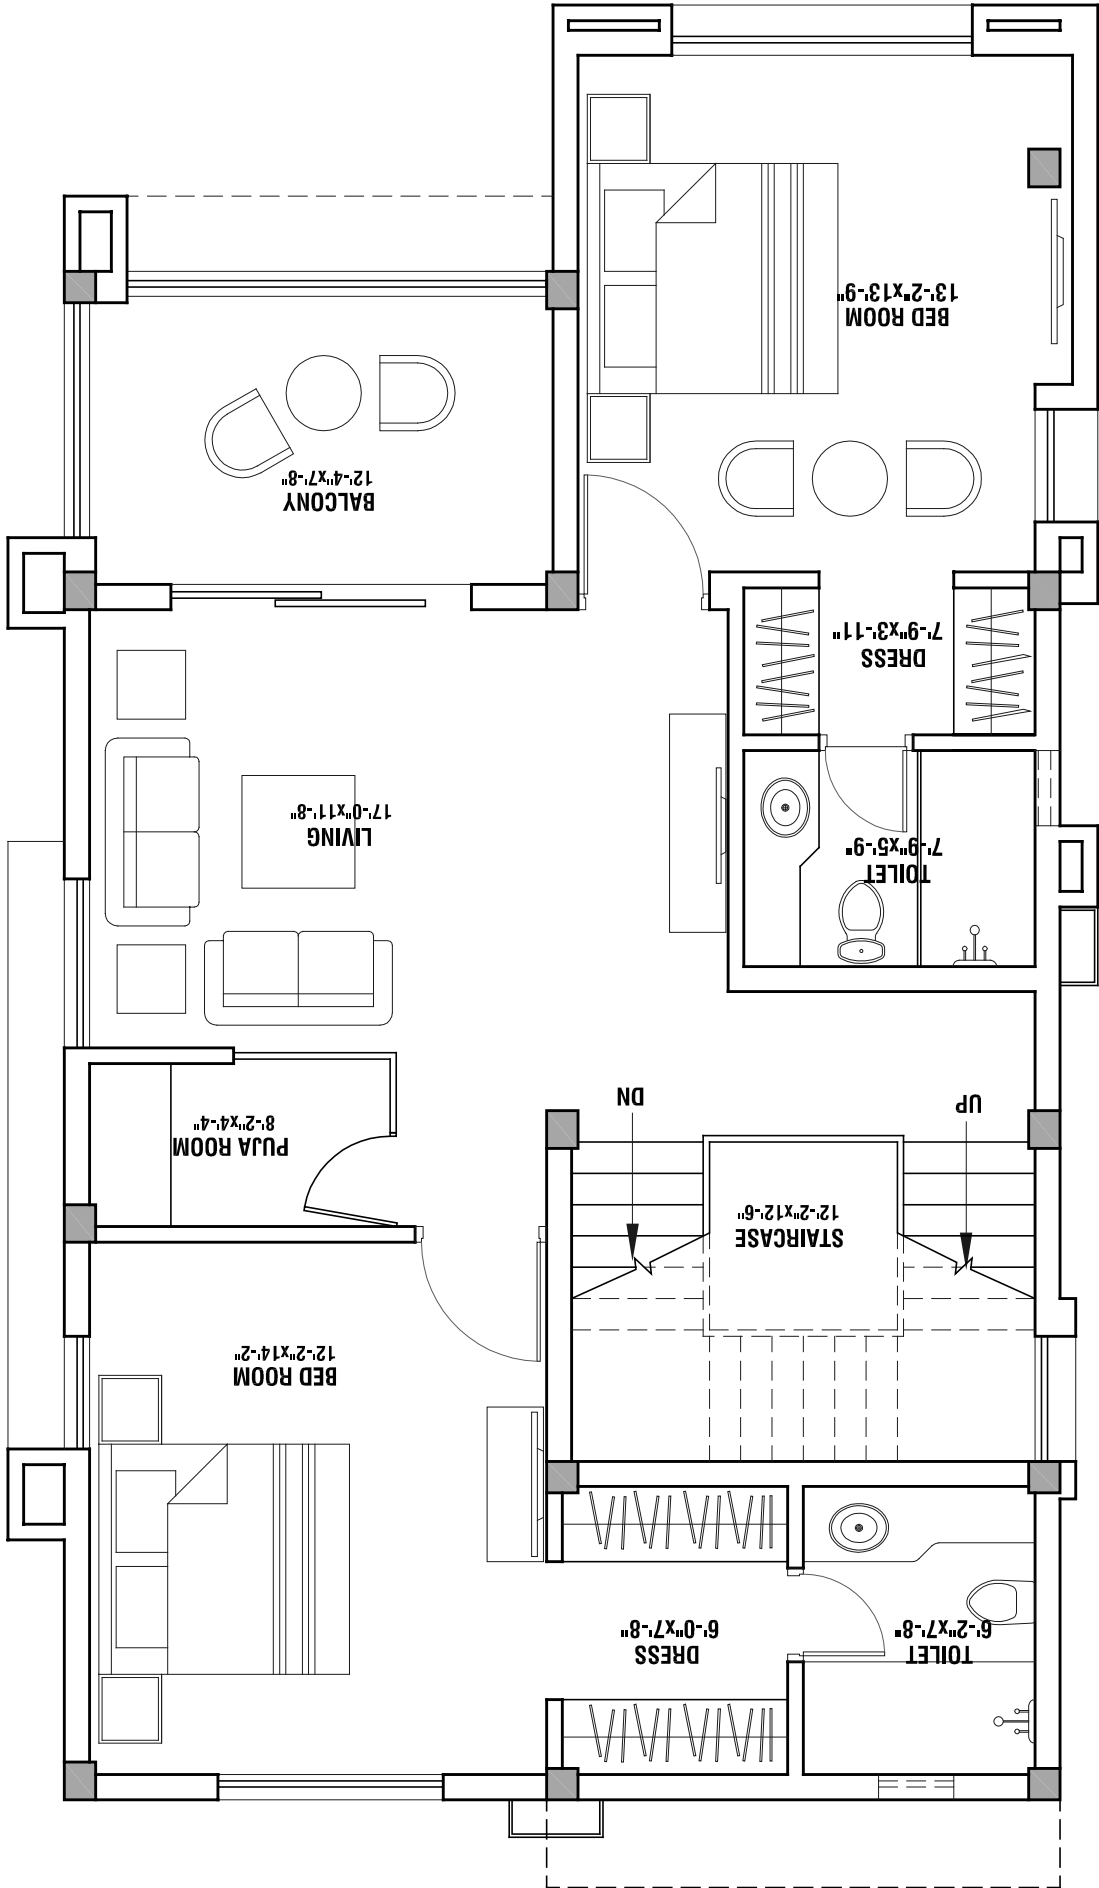 TOILET
6'-2"x7'-8"
DRESS
6'-0"x7'-8"
BED ROOM
12'-2"x14'-2"
STAIRCASE
12'-2"x12'-6"
PUJA ROOM
8'-2"x4'-4"
UP
DN
TOILET
7'-9"x5'-9"
LIVING
17'-0"x11'-8"
DRESS
7'-9"x3'-11"
BALCONY
12'-4"x7'-8"
BED ROOM
13'-2"x13'-9"